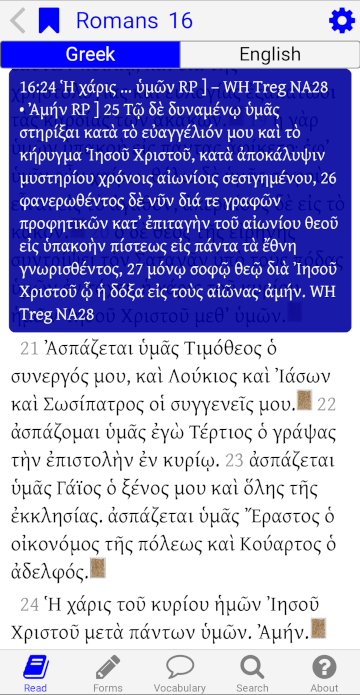 Romans 16
Greek English
16:24 Ἡ χάρις ... ὑμῶν RP ] – WH Treg NA28
• Ἀμήν RP ] 25 Τῷ δὲ δυναμένῳ ὑμᾶς
στηρίξαι κατὰ τὸ εὐαγγέλιόν μου καὶ τὸ
κήρυγμα Ἰησοῦ Χριστοῦ, κατὰ ἀποκάλυψιν
μυστηρίου χρόνοις αἰωνίοις σεσιγημένου, 26
φανερωθέντος δὲ νῦν διά τε γραφῶν
προφητικῶν κατ’ ἐπιταγὴν τοῦ αἰωνίου θεοῦ
εἰς ὑπακοὴν πίστεως εἰς πάντα τὰ ἔθνη
γνωρισθέντος, 27 μόνῳ σοφῷ θεῷ διὰ Ἰησοῦ
Χριστοῦ ᾧ ἡ δόξα εἰς τοὺς αἰῶνας· ἀμήν. WH
Treg NA28
21 Ἀσπάζεται ὑμᾶς Τιμόθεος ὁ
συνεργός μου, καὶ Λούκιος καὶ Ἰάσων
καὶ Σωσίπατρος οἱ συγγενεῖς μου. 22
ἀσπάζομαι ὑμᾶς ἐγὼ Τέρτιος ὁ γράψας
τὴν ἐπιστολὴν ἐν κυρίῳ. 23 ἀσπάζεται
ὑμᾶς Γάϊος ὁ ξένος μου καὶ ὅλης τῆς
ἐκκλησίας. ἀσπάζεται ὑμᾶς Ἔραστος ὁ
οἰκονόμος τῆς πόλεως καὶ Κούαρτος ὁ
ἀδελφός.
24 Ἡ χάρις τοῦ κυρίου ἡμῶν Ἰησοῦ
Χριστοῦ μετὰ πάντων ὑμῶν. Ἀμήν.
Read Forms Vocabulary Search About